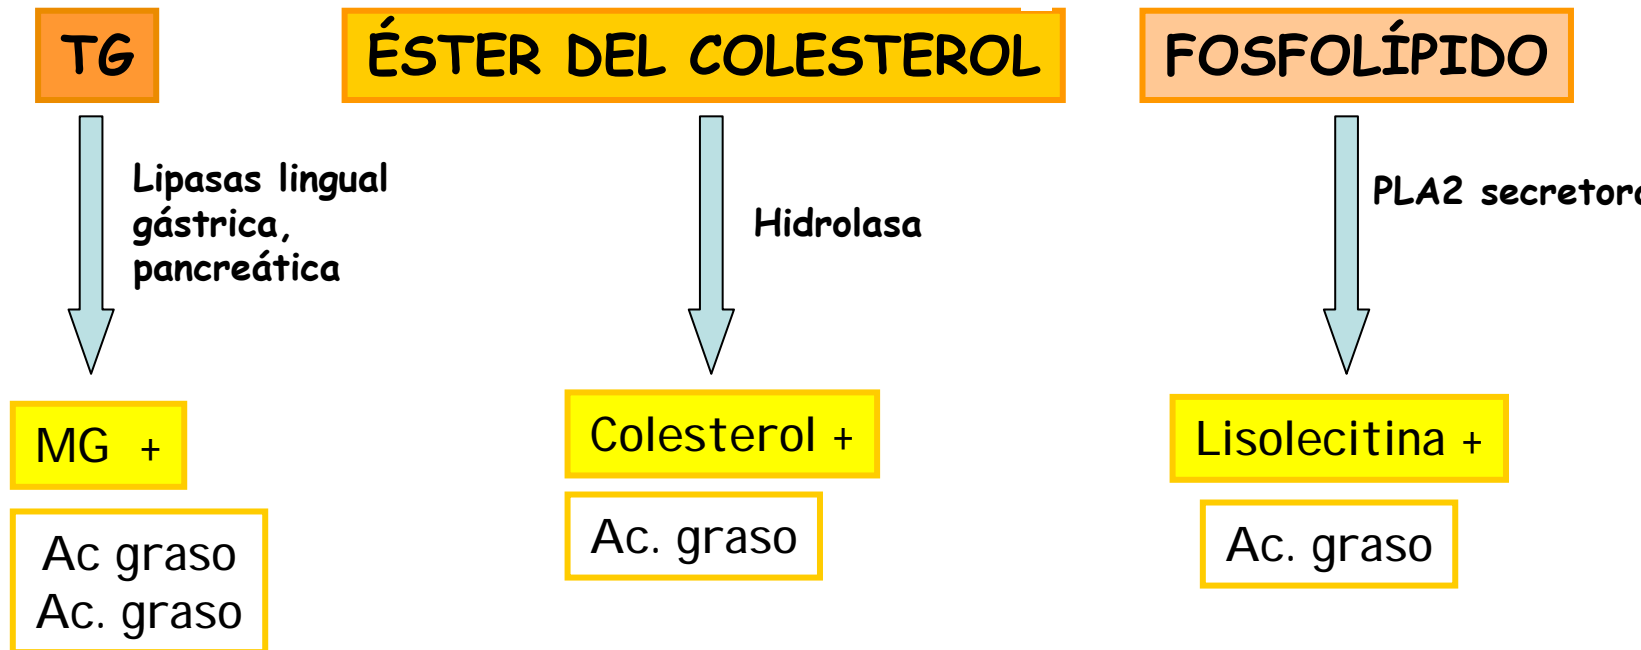 TG
ÉSTER DEL COLESTEROL
FOSFOLÍPIDO
Lipasas lingual
gástrica,
pancreática
Hidrolasa
PLA2 secretora
MG +
Ac graso
Ac. graso
Colesterol +
Ac. graso
Lisolecitina +
Ac. graso